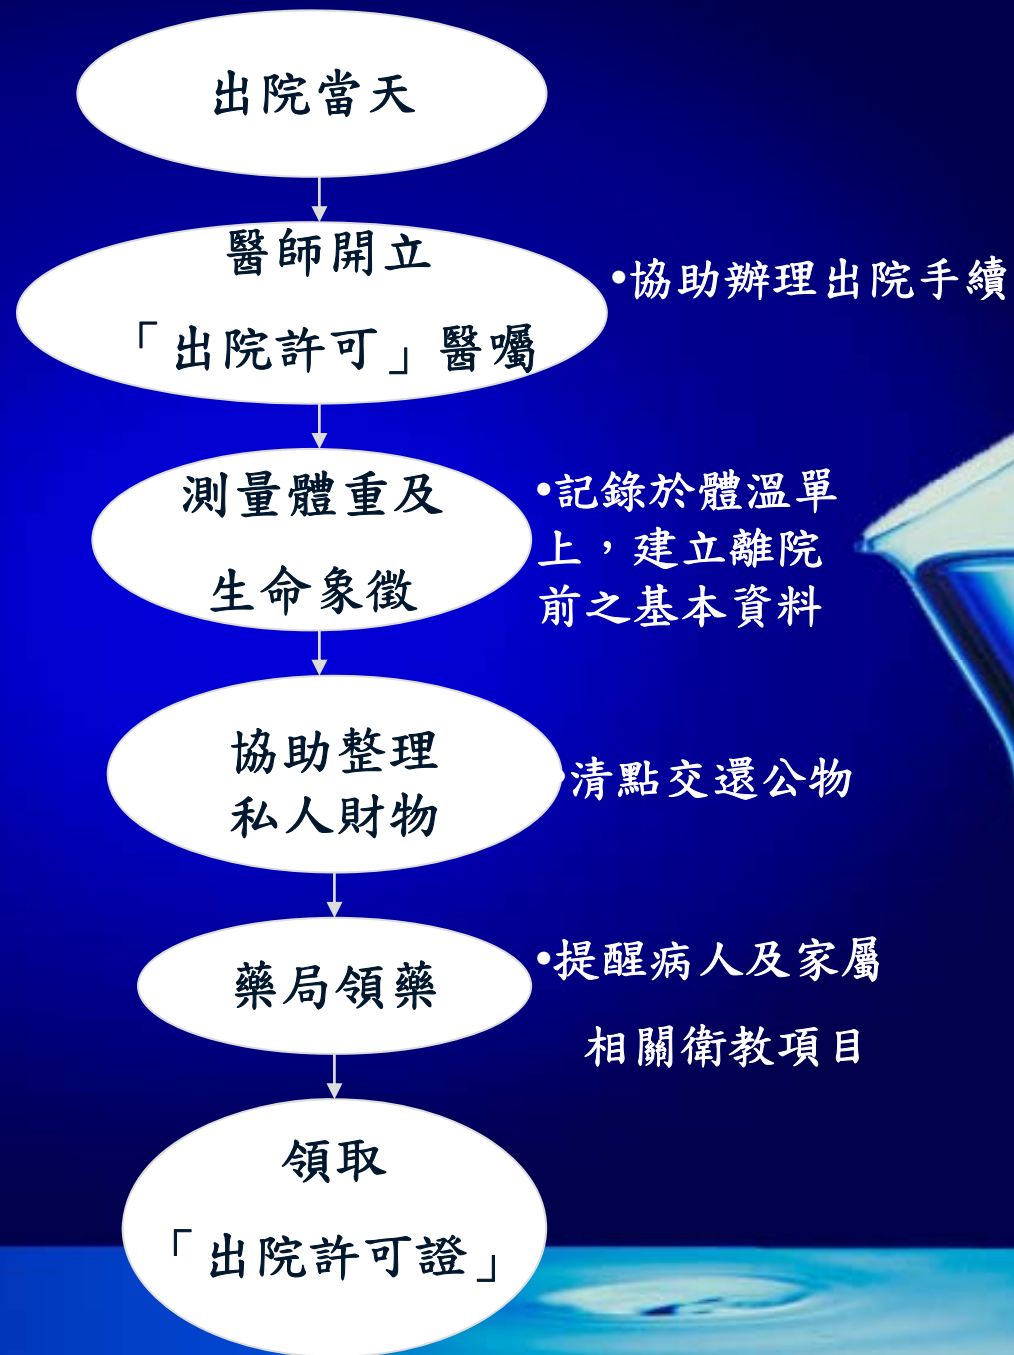 出院當天
醫師開立
「出院許可」醫囑
•協助辦理出院手續
測量體重及
生命象徵
•記錄於體溫單
上，建立離院
前之基本資料
協助整理
私人財物
•清點交還公物
藥局領藥
•提醒病人及家屬
相關衛教項目
領取
「出院許可證」